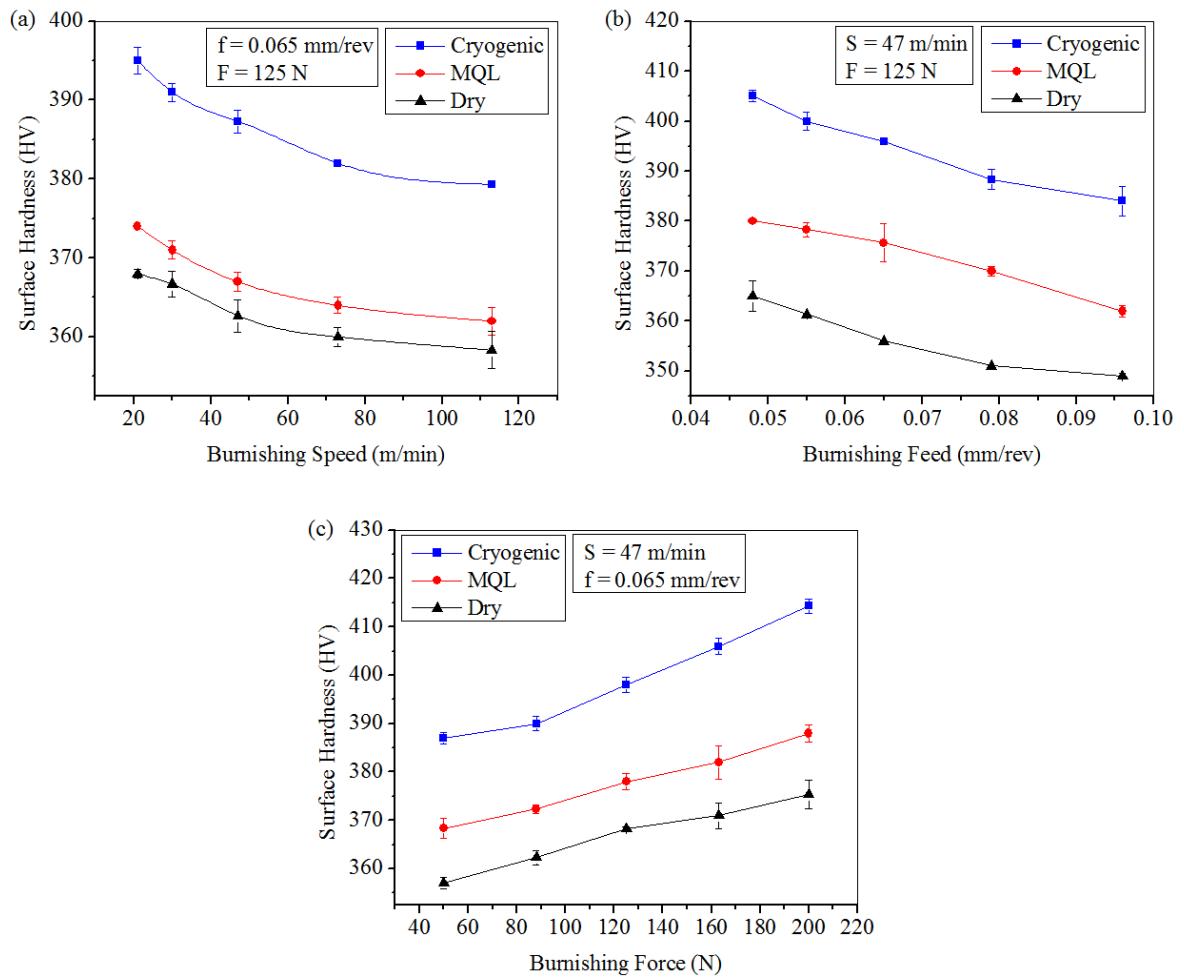 (a)
400
390
380
370
360
Surface Hardness (HV)
f = 0.065 mm/rev
F = 125 N
Cryogenic
MQL
Dry
20
40
60
80
100
120
Burnishing Speed (m/min)
(b)
420
410
400
390
380
370
360
350
Surface Hardness (HV)
S = 47 m/min
F = 125 N
Cryogenic
MQL
Dry
0.04
0.05
0.06
0.07
0.08
0.09
0.10
Burnishing Feed (mm/rev)
(c)
430
420
410
400
390
380
370
360
Surface Hardness (HV)
Cryogenic
MQL
Dry
S = 47 m/min
f = 0.065 mm/rev
40
60
80
100
120
140
160
180
200
220
Burnishing Force (N)